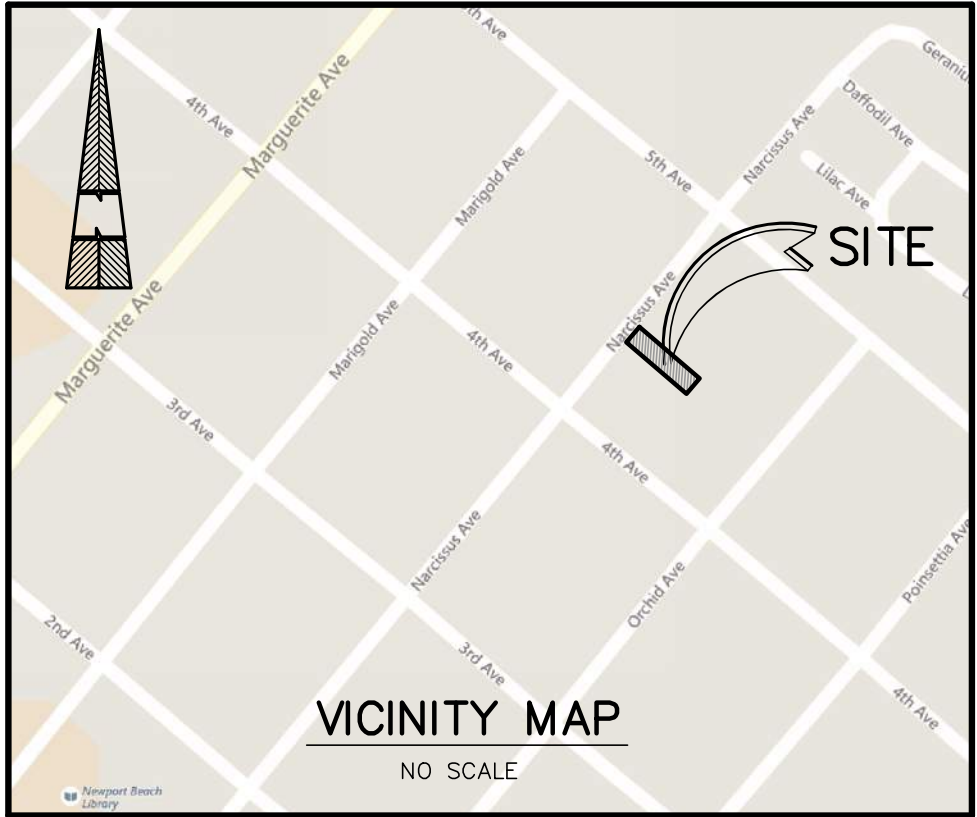 5th Ave
4th Ave
Marguerite Ave
Marigold Ave
5th Ave
Narcissus Ave
Daffodil Ave
Lilac Ave
SITE
Marguerite Ave
Marigold Ave
4th Ave
Narcissus Ave
3rd Ave
4th Ave
Narcissus Ave
Orchid Ave
Poinsettia Ave
2nd Ave
3rd Ave
4th Ave
VICINITY MAP
NO SCALE
Newport Beach
Library